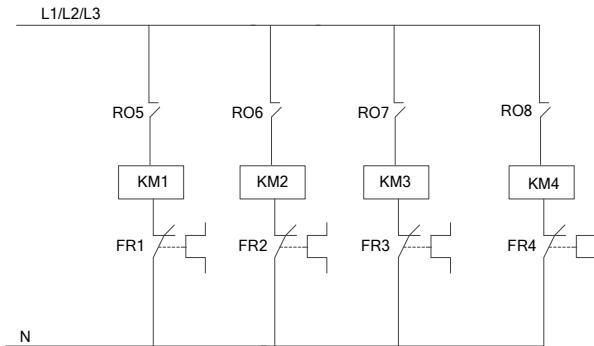 L1/L2/L3
RO5 RO6 RO7 RO8
KM1 KM2 KM3 KM4
FR1 FR2 FR3 FR4
N